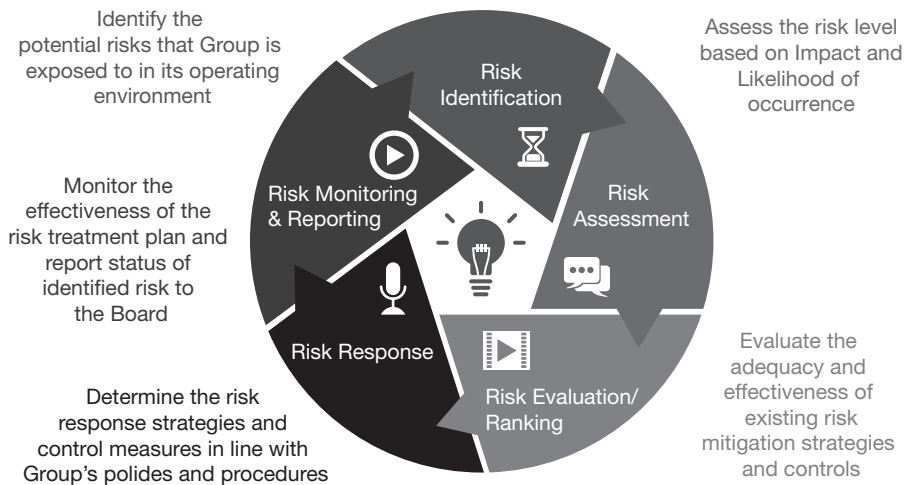 Identify the
potential risks that Group is
exposed to in its operating
environment
Risk
Identification
Assess the risk level
based on Impact and
Likelihood of
occurrence
Risk
Assessment
Evaluate the
adequacy and
effectiveness of
existing risk
mitigation strategies
and controls
Risk Evaluation/
Ranking
Determine the risk
response strategies and
control measures in line with
Group's polides and procedures
Risk Response
Monitor the
effectiveness of the
risk treatment plan and
report status of
identified risk to
the Board
Risk Monitoring
& Reporting